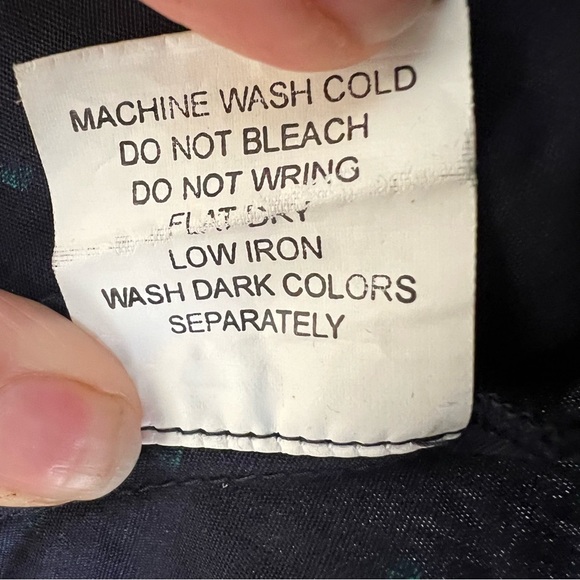 MACHINE WASH COLD
DO NOT BLEACH
DO NOT WRING
FLAT DRY
LOW IRON
WASH DARK COLORS
SEPARATELY